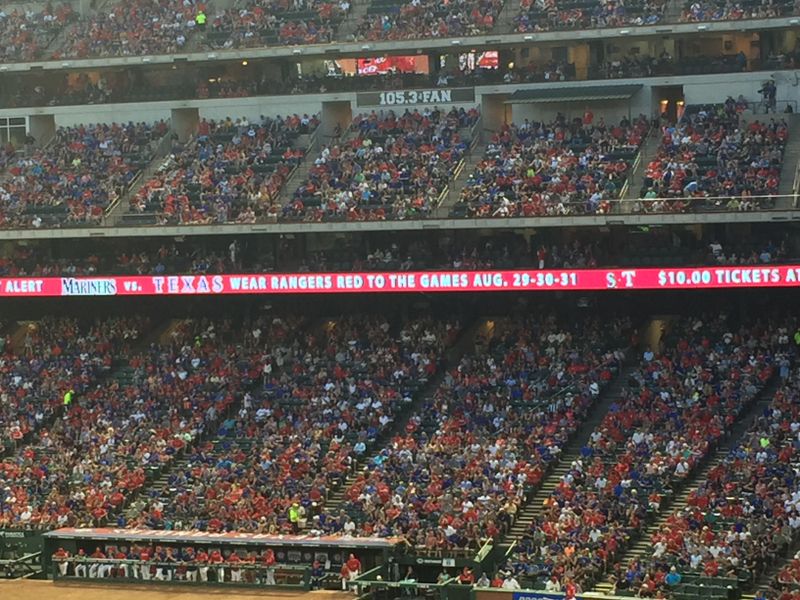 105.3 FAN
ALERT MARINERS VS. TEXAS WEAR RANGERS RED TO THE GAMES AUG. 29-30-31 ST $10.00 TICKETS AT